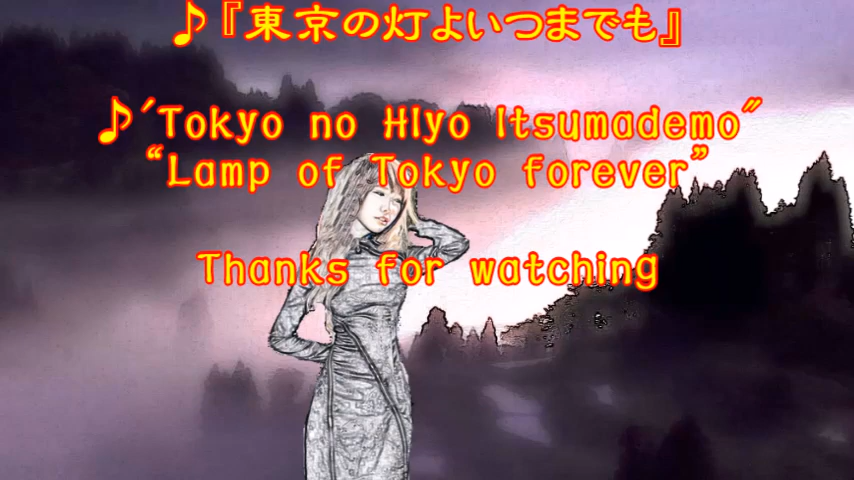 ♪『東京の灯よいつまでも』
♪´Tokyo no HIyo Itsumademo"
“Lamp of Tokyo forever”
Thanks for watching